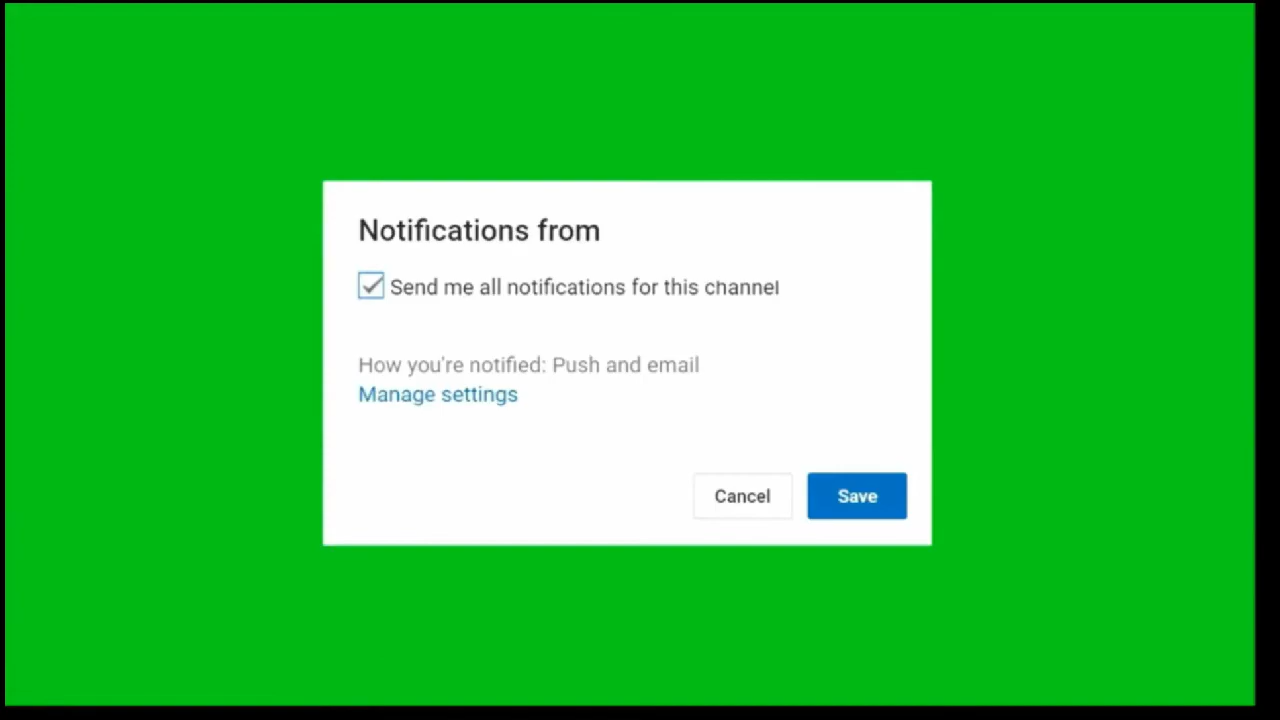 Notifications from
Send me all notifications for this channel
How you're notified: Push and email
Manage settings
Cancel Save